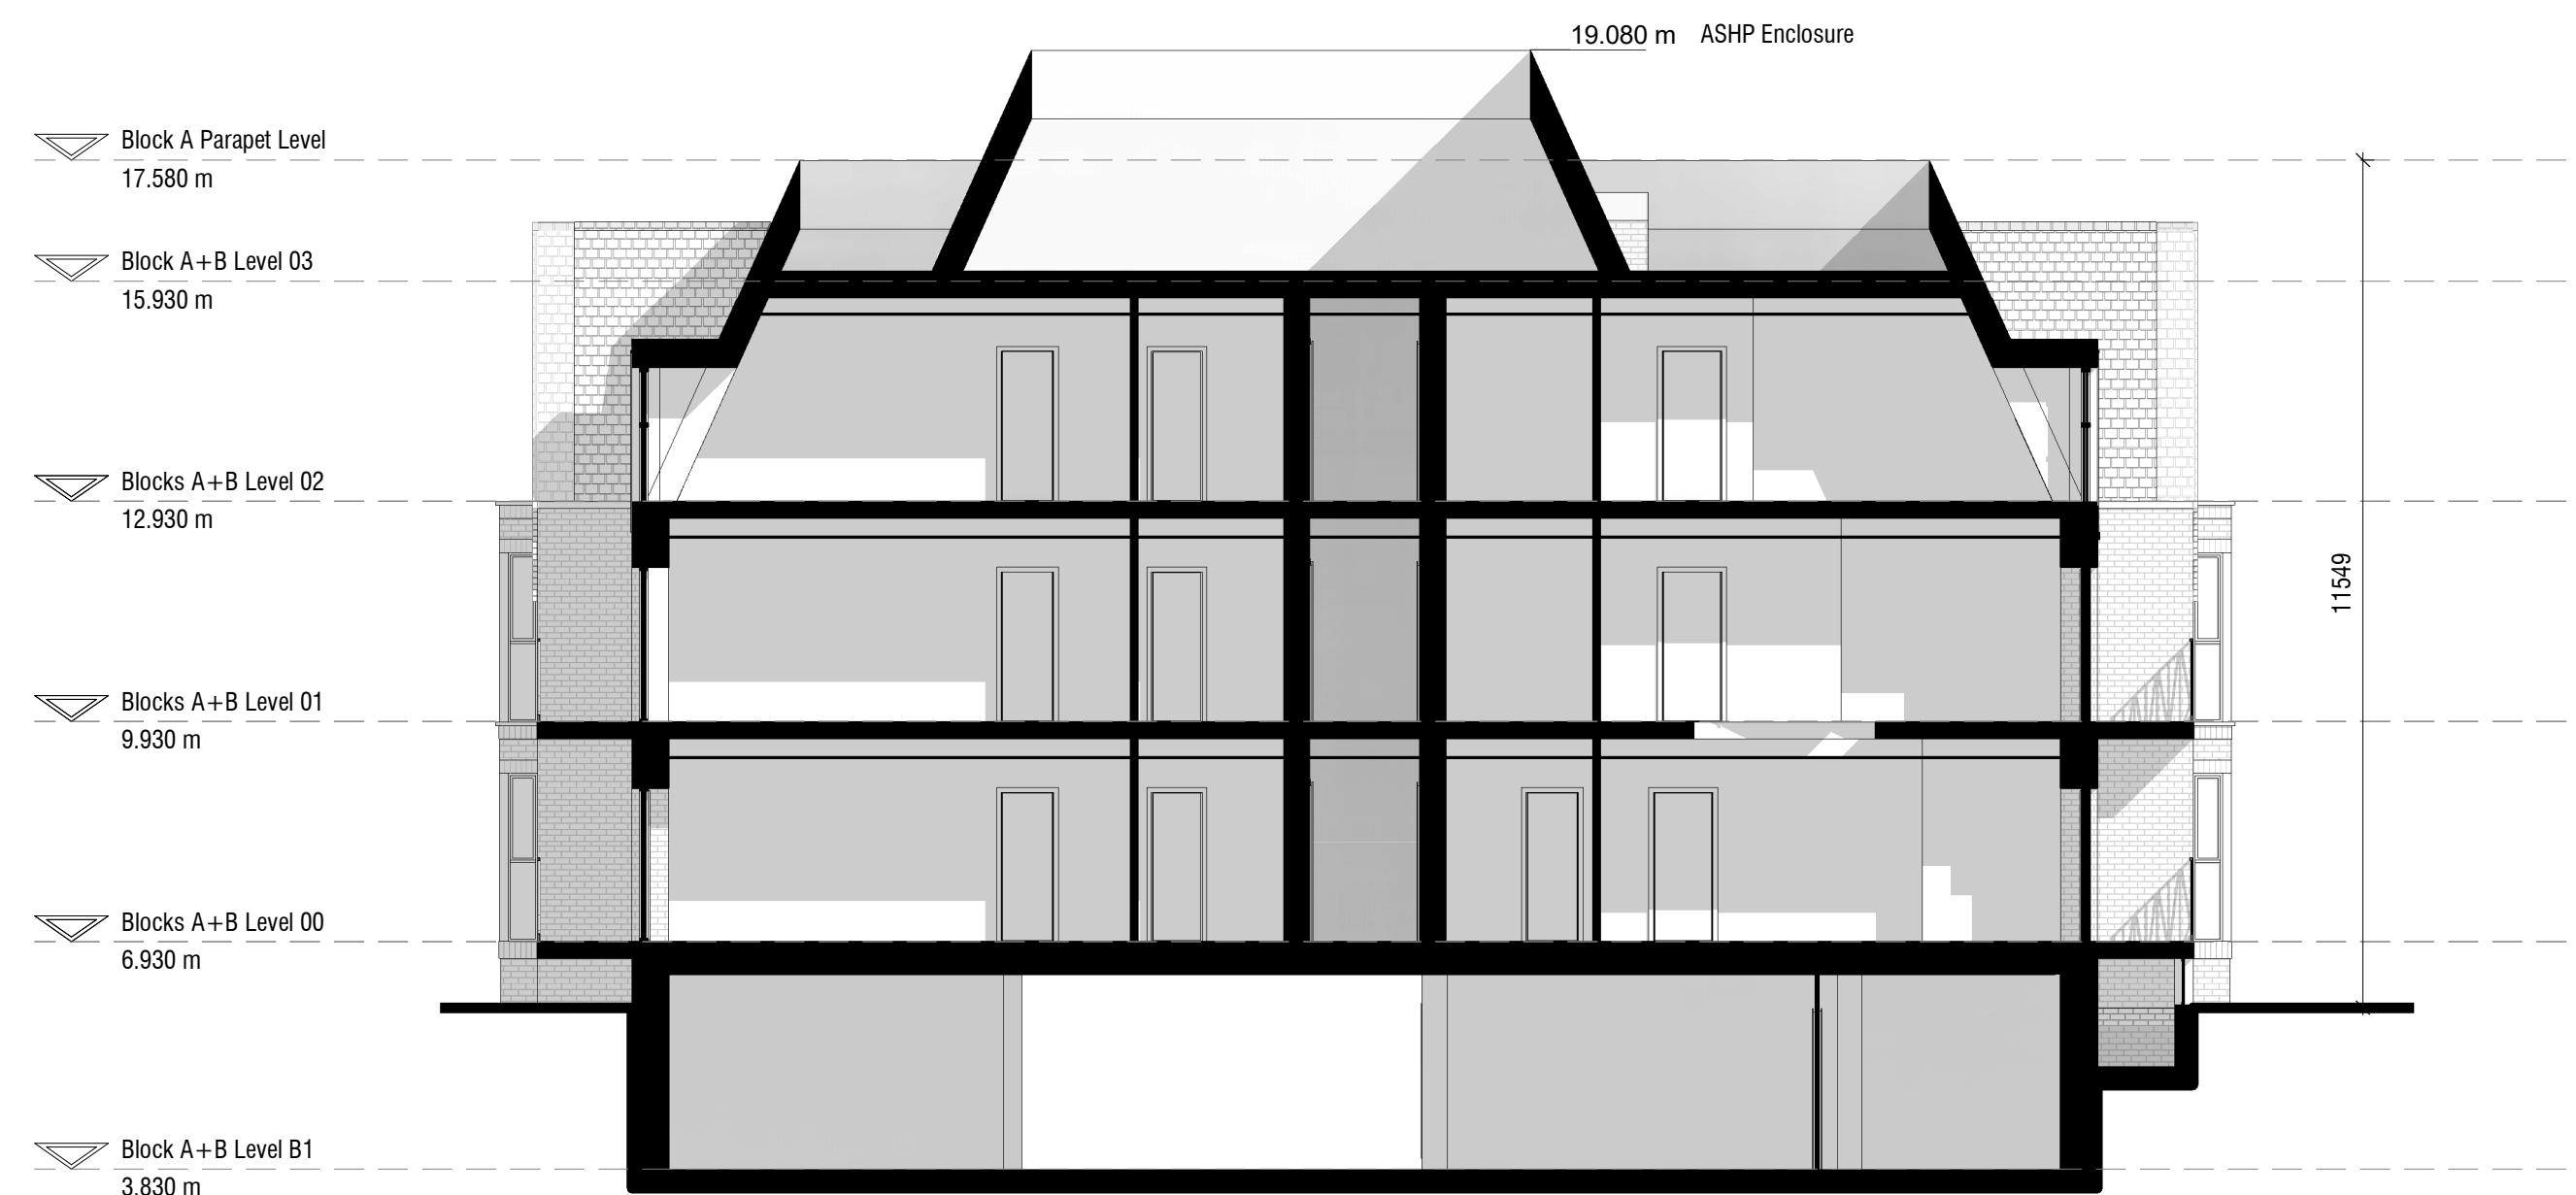 19.080 m ASHP Enclosure
Block A Parapet Level
17.580 m
Block A+B Level 03
15.930 m
Blocks A+B Level 02
12.930 m
11549
Blocks A+B Level 01
9.930 m
Blocks A+B Level 00
6.930 m
Block A+B Level B1
3.830 m